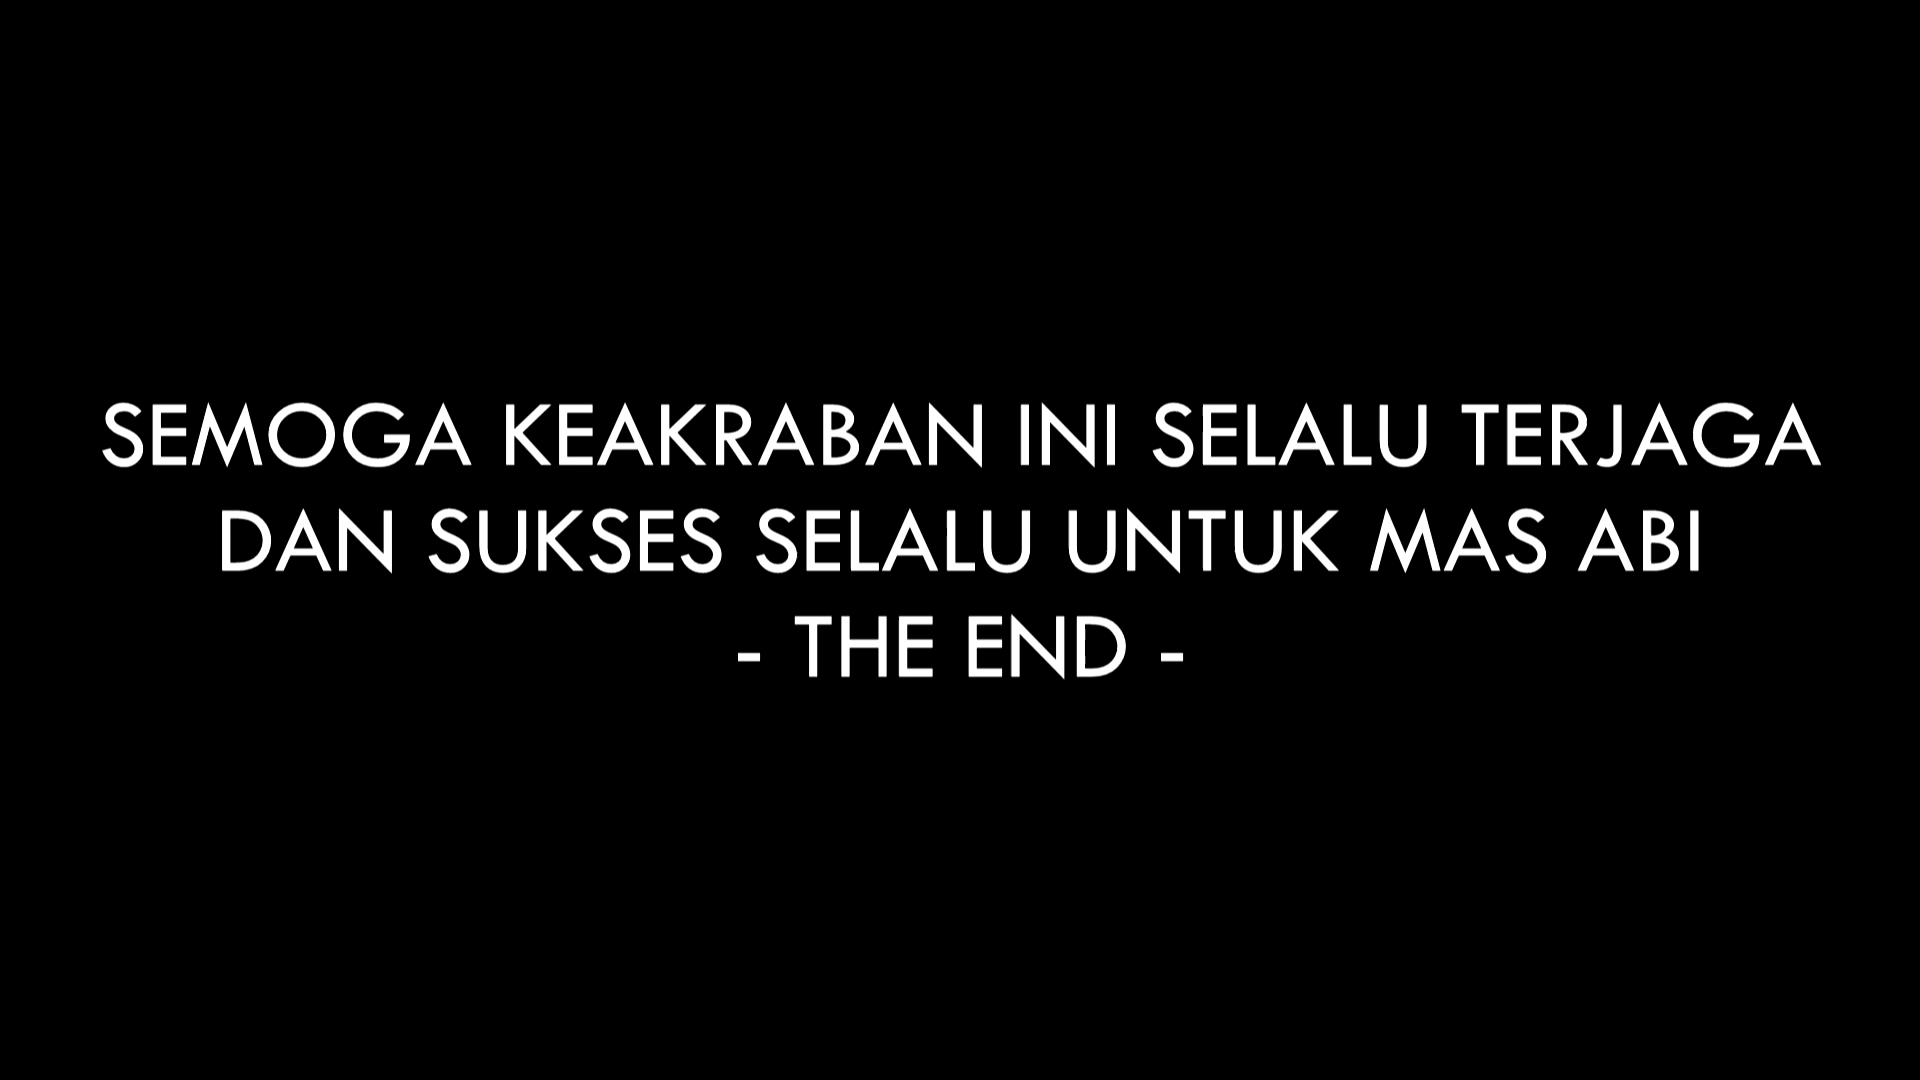 SEMOGA KEAKRABAN INI SELALU TERJAGA
DAN SUKSES SELALU UNTUK MAS ABI
- THE END -